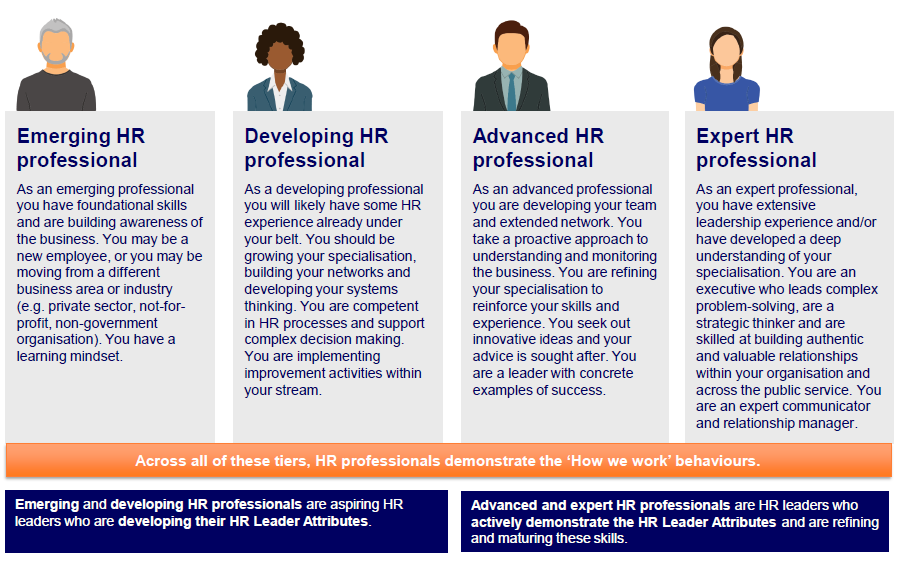 Emerging HR
professional
As an emerging professional
you have foundational skills
and are building awareness of
the business. You may be a
new employee, or you may be
moving from a different
business area or industry
(e.g. private sector, not-for-
profit, non-government
organisation). You have a
learning mindset.
Developing HR
professional
As a developing professional
you will likely have some HR
experience already under
your belt. You should be
growing your specialisation,
building your networks and
developing your systems
thinking. You are competent
in HR processes and support
complex decision making.
You are implementing
improvement activities within
your stream.
Advanced HR
professional
As an advanced professional
you are developing your team
and extended network. You
take a proactive approach to
understanding and monitoring
the business. You are refining
your specialisation to
reinforce your skills and
experience. You seek out
innovative ideas and your
advice is sought after. You
are a leader with concrete
examples of success.
Expert HR
professional
As an expert professional,
you have extensive
leadership experience and/or
have developed a deep
understanding of your
specialisation. You are an
executive who leads complex
problem-solving, are a
strategic thinker and are
skilled at building authentic
and valuable relationships
within your organisation and
across the public service. You
are an expert communicator
and relationship manager.
Across all of these tiers, HR professionals demonstrate the ‘How we work’ behaviours.
Emerging and developing HR professionals are aspiring HR
leaders who are developing their HR Leader Attributes.
Advanced and expert HR professionals are HR leaders who
actively demonstrate the HR Leader Attributes and are refining
and maturing these skills.